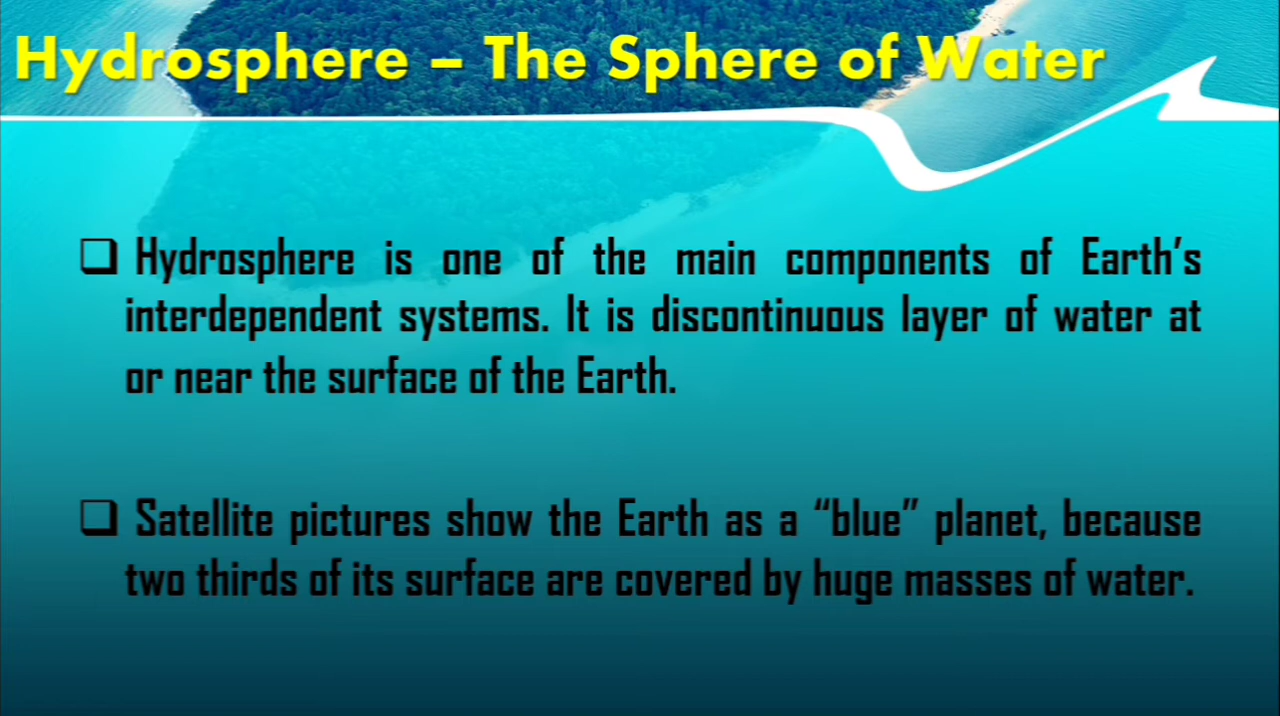 Hydrosphere – The Sphere of Water
❑ Hydrosphere is one of the main components of Earth’s
interdependent systems. It is discontinuous layer of water at
or near the surface of the Earth.
❑ Satellite pictures show the Earth as a “blue” planet, because
two thirds of its surface are covered by huge masses of water.